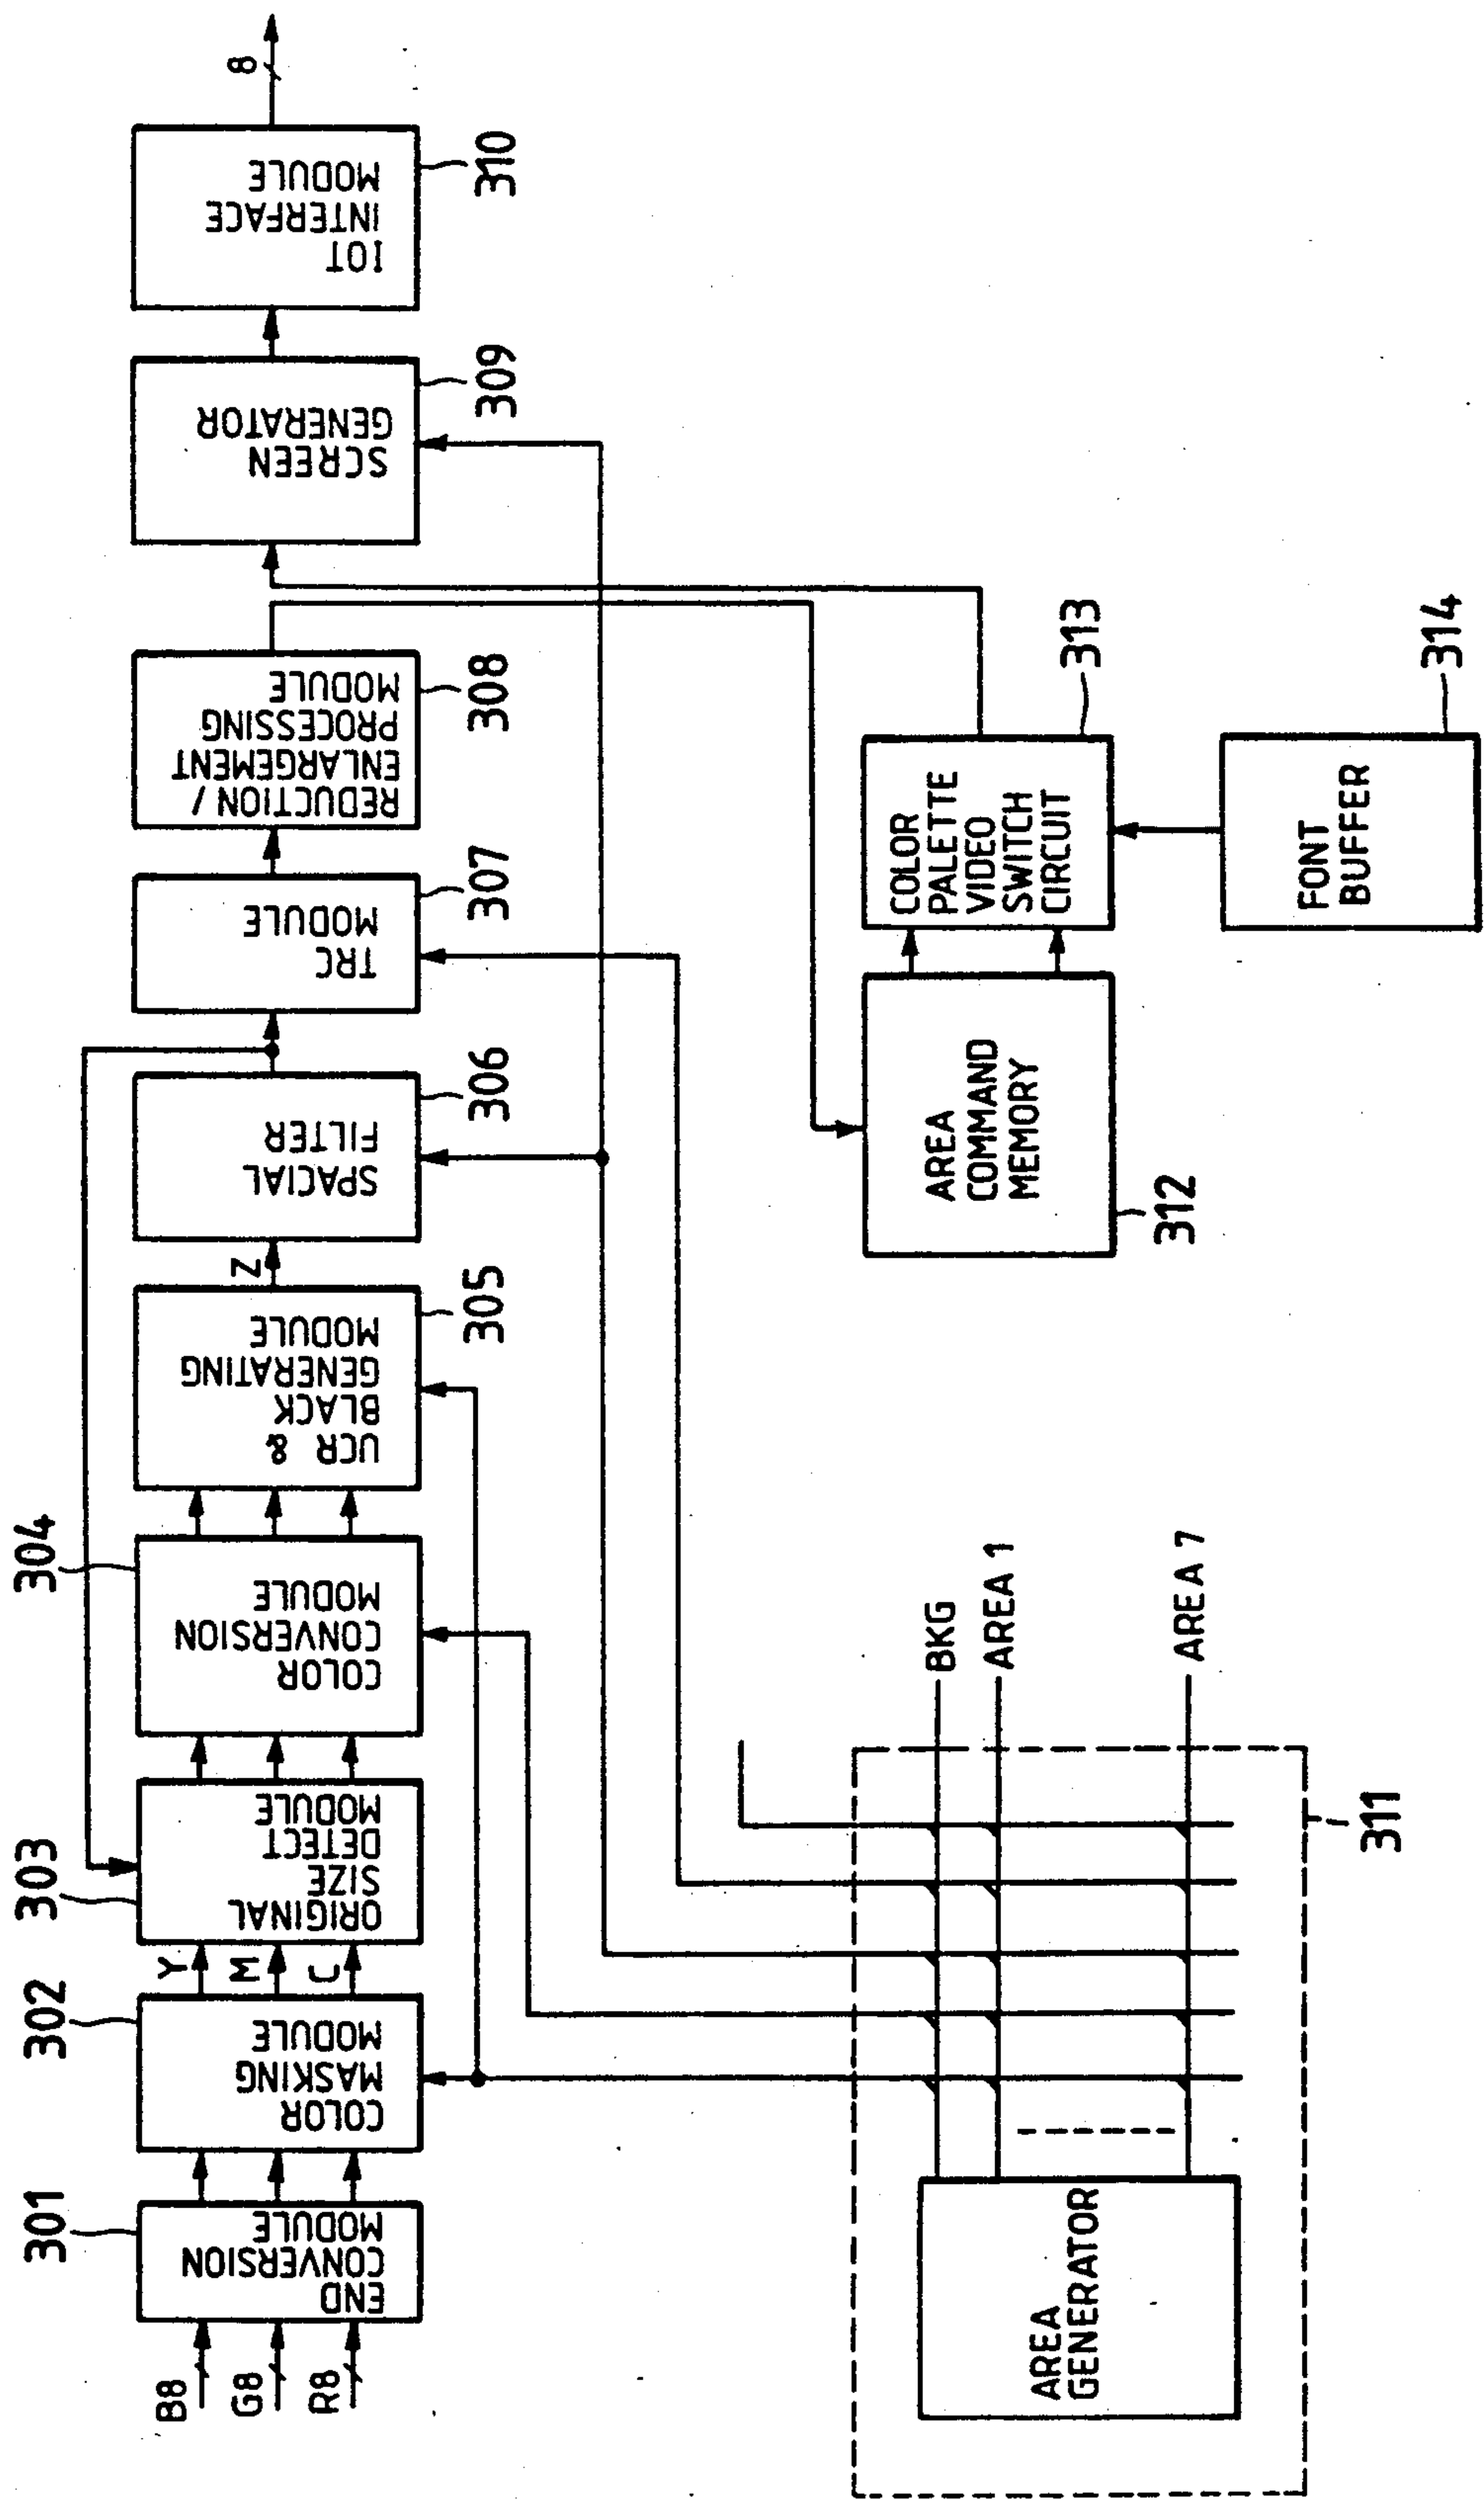 B8
G8
R8
301
END
CONVERSION
MODULE
302
COLOR
MASKING
MODULE
Y
M
C
303
ORIGINAL
SIZE
DETECT
MODULE
304
COLOR
CONVERSION
MODULE
305
UCR &
BLACK
GENERATING
MODULE
Z
306
SPACIAL
FILTER
307
TRC
MODULE
308
REDUCTION /
ENLARGEMENT
PROCESSING
MODULE
309
SCREEN
GENERATOR
310
IOT
INTERFACE
MODULE
8
AREA
GENERATOR
BKG
AREA 1
AREA 7
311
312
AREA
COMMAND
MEMORY
313
COLOR
PALETTE
VIDEO
SWITCH
CIRCUIT
314
FONT
BUFFER